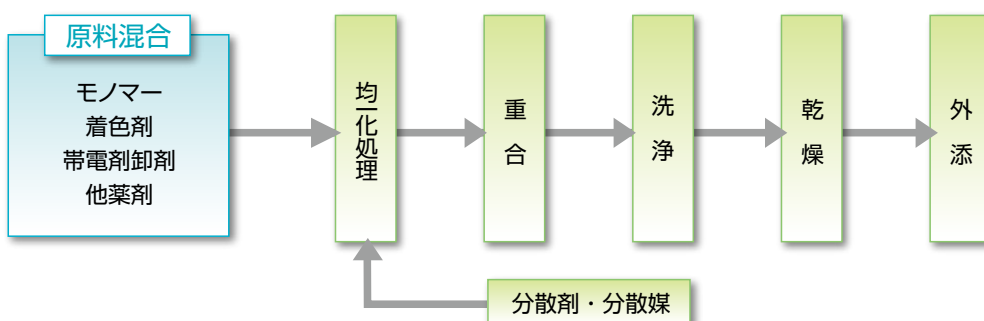 原料混合
モノマー
着色剤
帯電剤卸剤
他薬剤
均一化処理
重合
洗浄
乾燥
外添
分散剤・分散媒